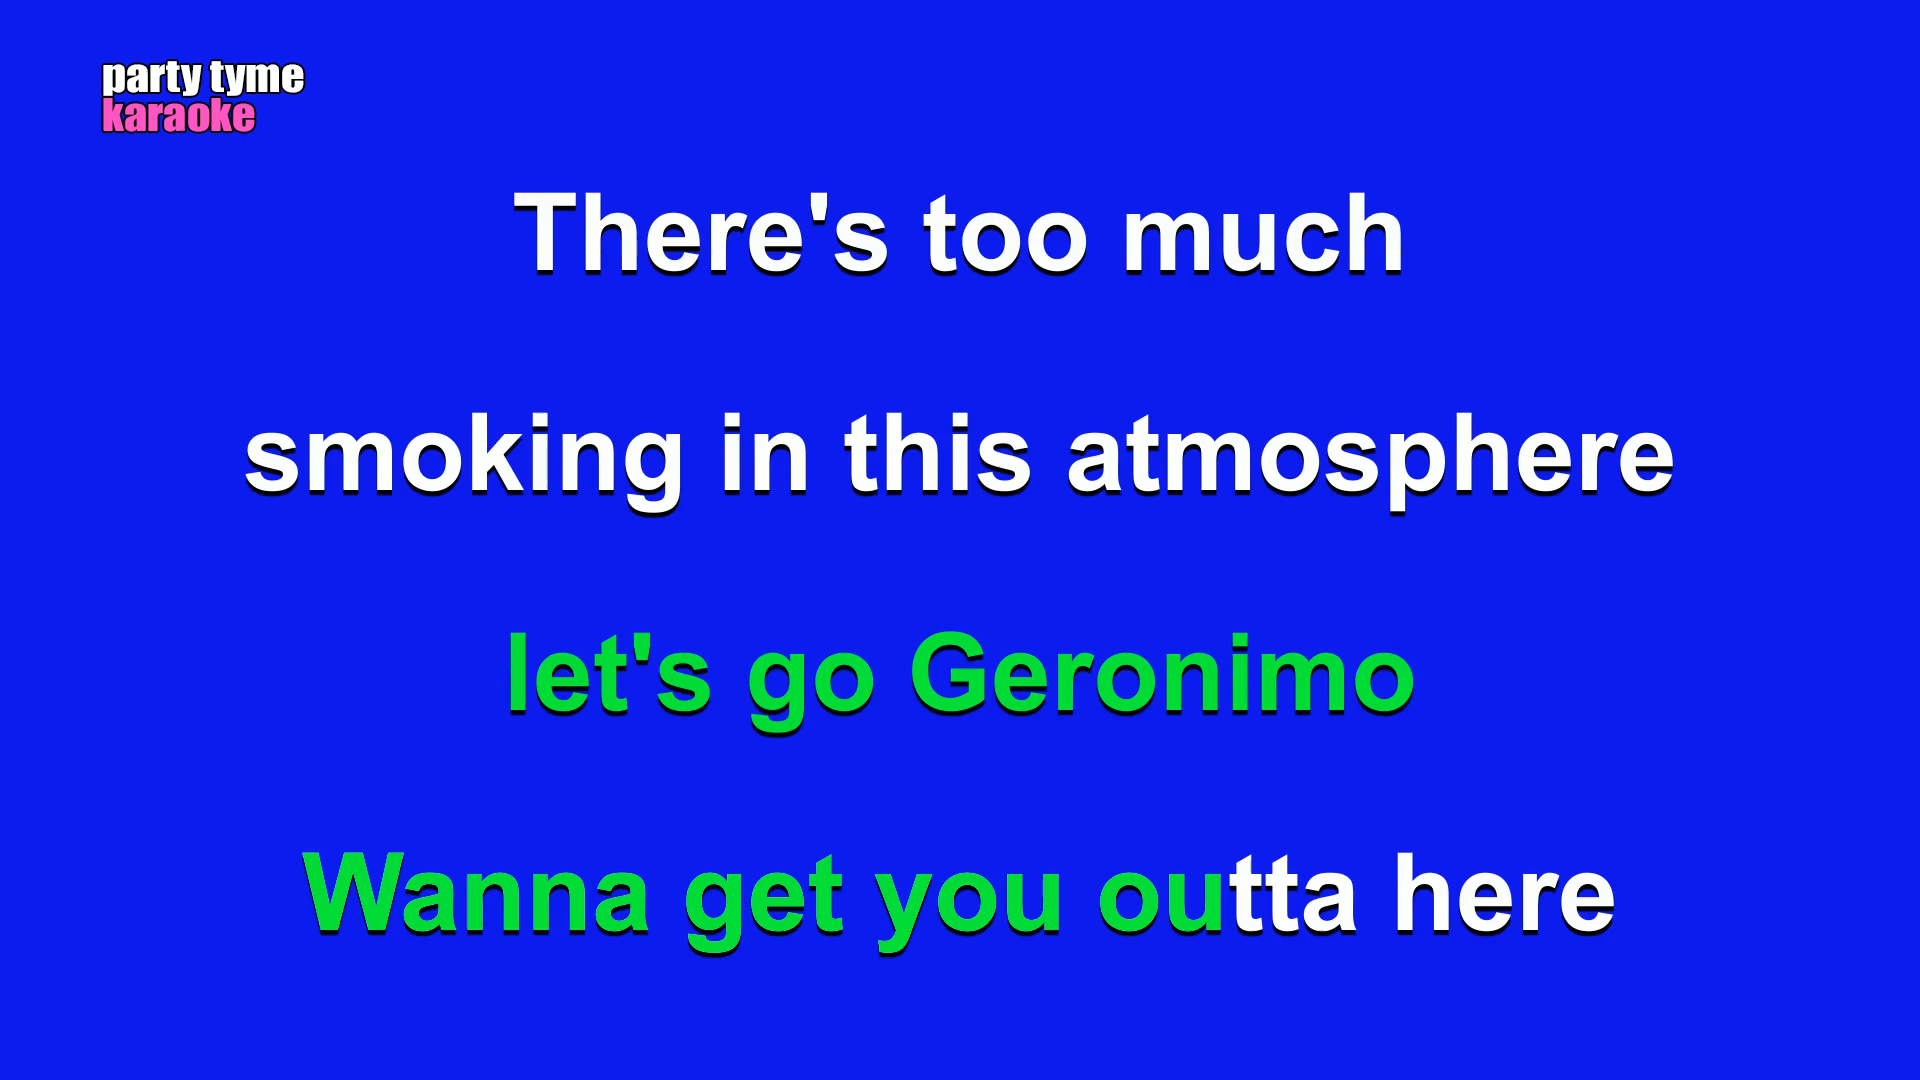 party tyme
karaoke
There's too much
smoking in this atmosphere
let's go Geronimo
Wanna get you outta here